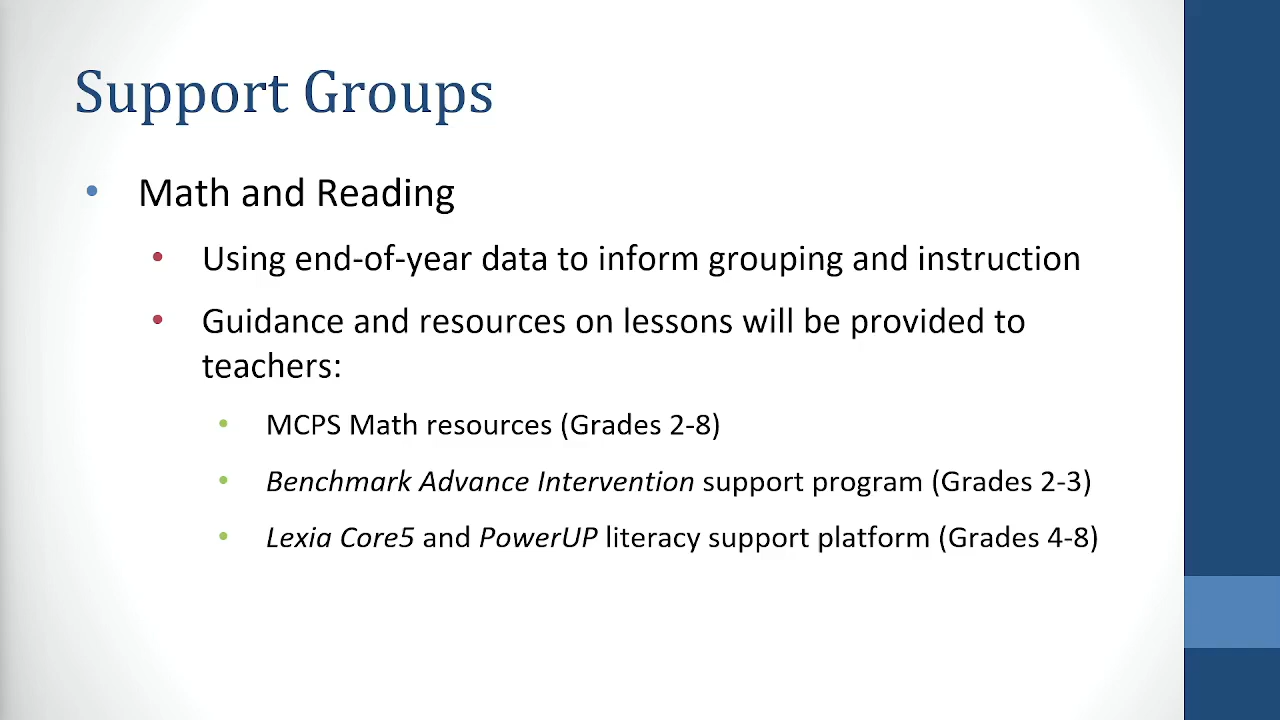 Support Groups
• Math and Reading
• Using end-of-year data to inform grouping and instruction
• Guidance and resources on lessons will be provided to
teachers:
• MCPS Math resources (Grades 2-8)
• Benchmark Advance Intervention support program (Grades 2-3)
• Lexia Core5 and PowerUP literacy support platform (Grades 4-8)